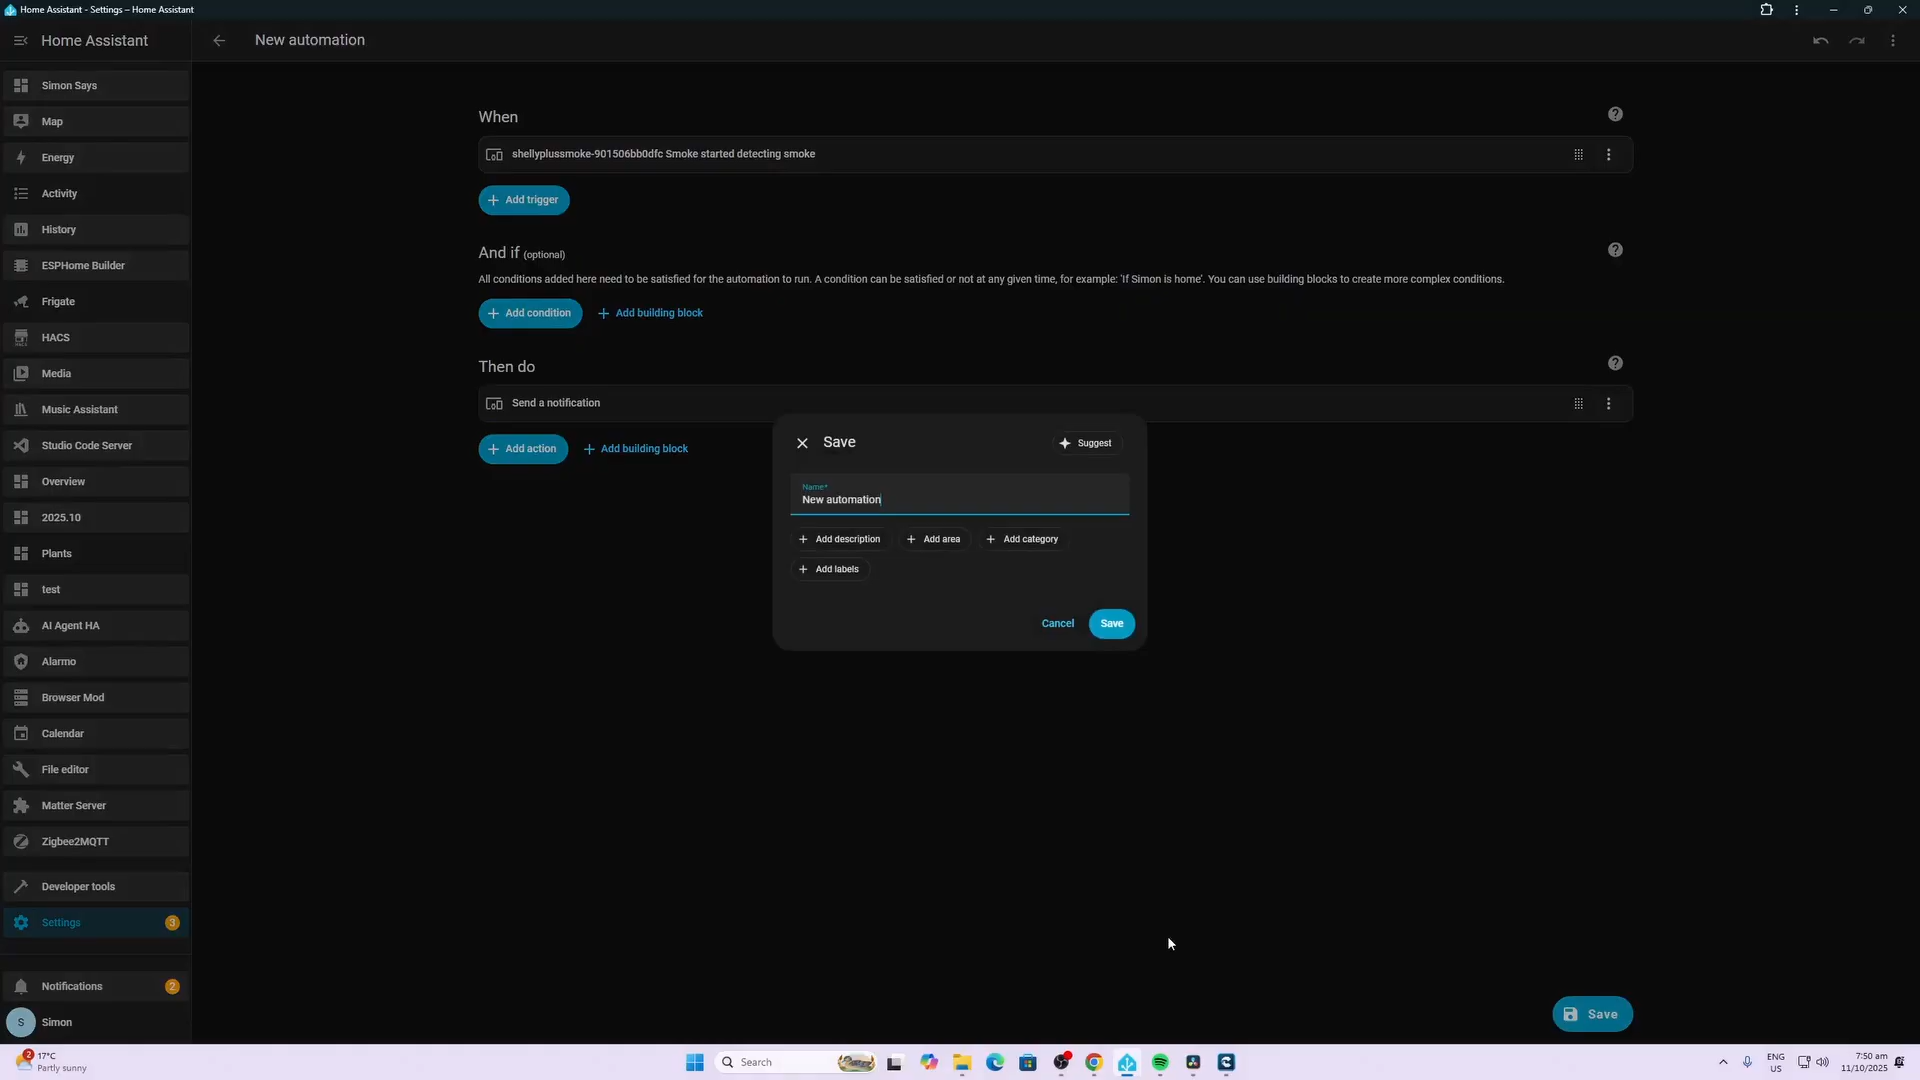 Home Assistant - Settings – Home Assistant
Home Assistant
New automation
Simon Says
Map
Energy
Activity
History
ESPHome Builder
Frigate
HACS
Media
Music Assistant
Studio Code Server
Overview
2025.10
Plants
test
AI Agent HA
Alarmo
Browser Mod
Calendar
File editor
Matter Server
Zigbee2MQTT
Developer tools
Settings 3
Notifications 2
S Simon
When
shellyplussmoke-901506bb0dfc Smoke started detecting smoke
Add trigger
And if (optional)
All conditions added here need to be satisfied for the automation to run. A condition can be satisfied or not at any given time, for example: 'If Simon is home'. You can use building blocks to create more complex conditions.
Add condition Add building block
Then do
Send a notification
Add action Add building block
Save Suggest
Name*
New automation
Add description Add area Add category
Add labels
Cancel Save
Save
2 17°C
Partly sunny
Search
ENG
US
7:50 am
11/10/2025